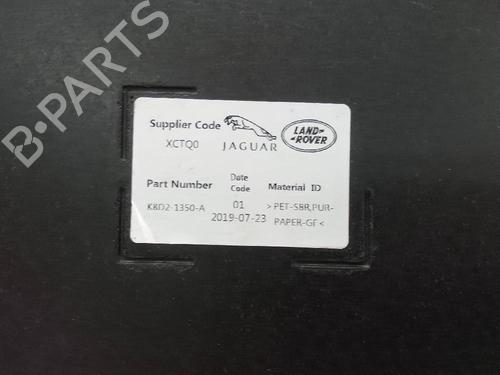 B-PARTS
Supplier Code
XCTQ0
JAGUAR
LAND-
-ROVER
Part Number
K8D2-1350-A
Date
Code
01
2019-07-23
Material ID
>PET-SBR,PUR-
PAPER-GF<